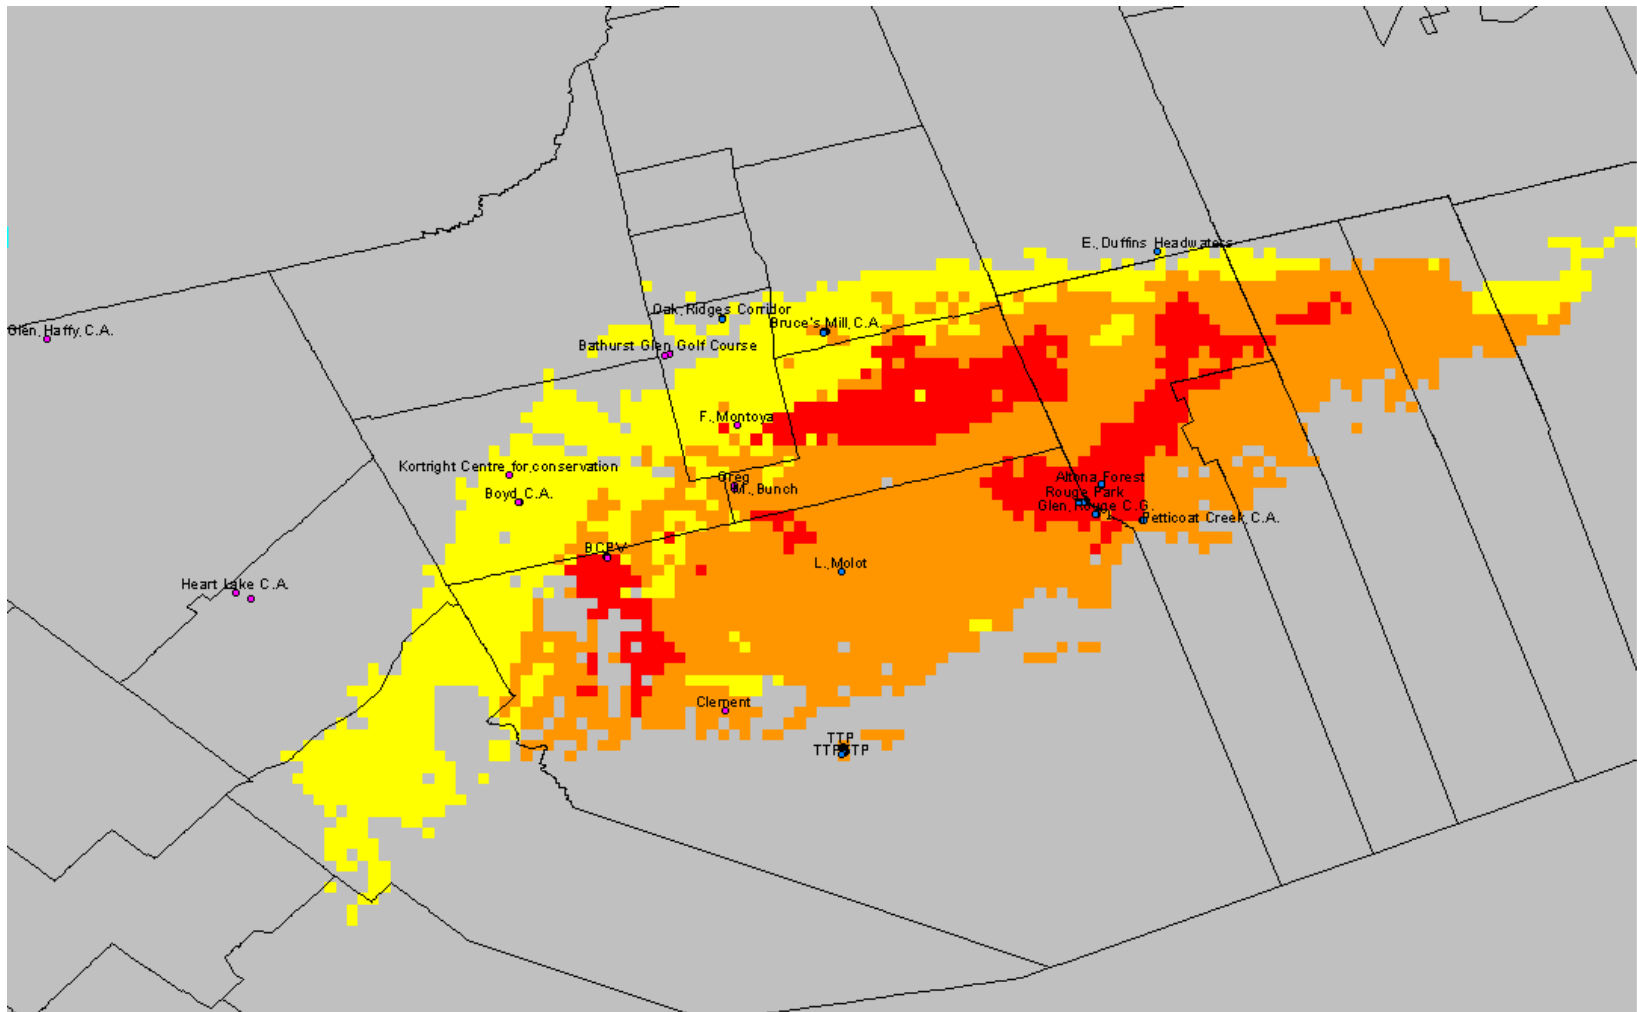 E. Duffins Headwaters
Oak Ridges Corridor
Glen Haffy C.A.
Bruce's Mill C.A.
Bathurst Glen Golf Course
F. Montoya
Kortright Centre for conservation
Greg
Altona Forest
M. Bunch
Boyd C.A.
Rouge Park
Glen Rouge C.G.
Petticoat Creek C.A.
BCPV
L. Molot
Heart Lake C.A.
Clement
TTP
TTP TTP